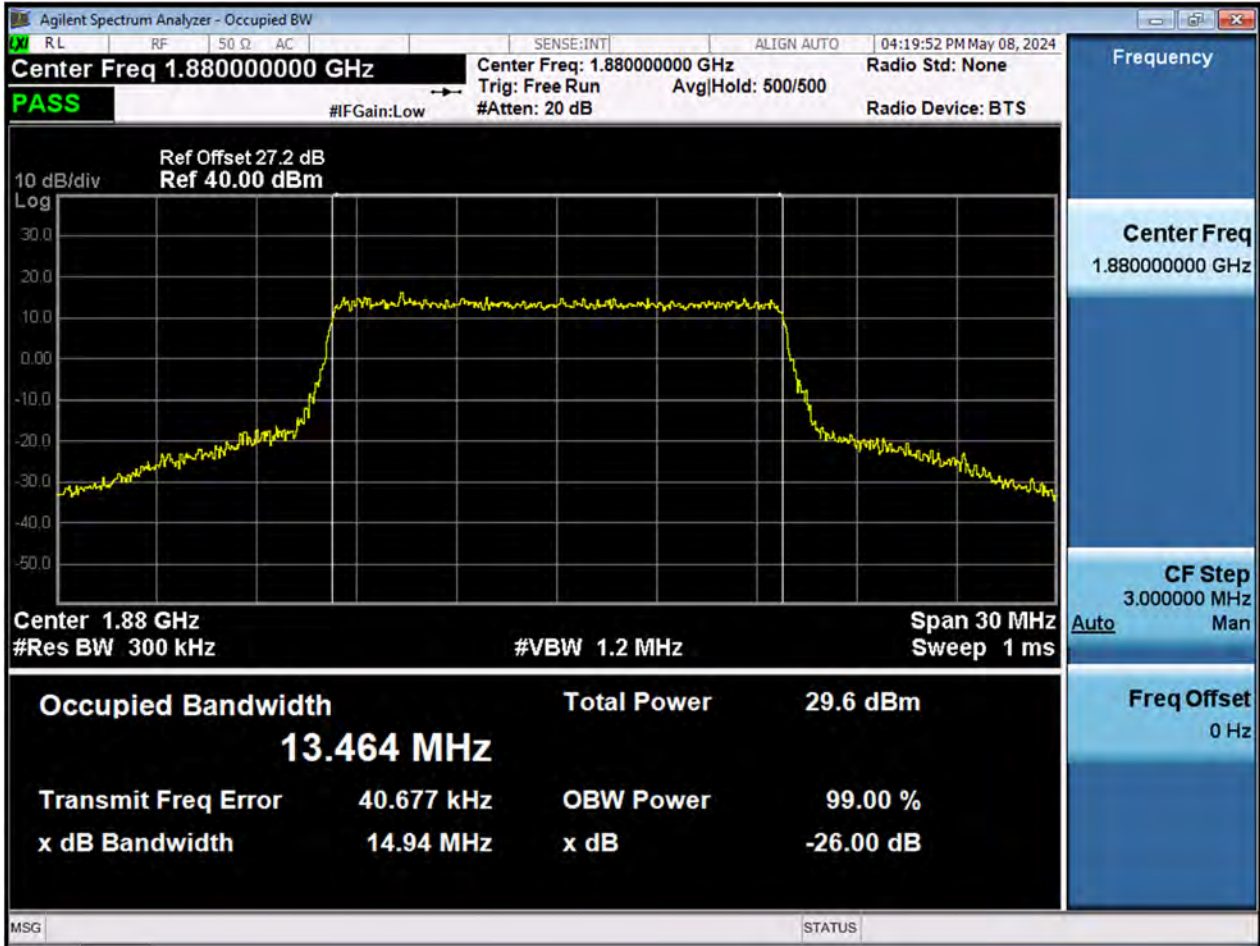 Agilent Spectrum Analyzer - Occupied BW
LXI RL RF 50 Ω AC SENSE:INT ALIGN AUTO 04:19:52 PM May 08, 2024
Center Freq 1.880000000 GHz
Center Freq: 1.880000000 GHz
Radio Std: None
Trig: Free Run Avg|Hold: 500/500
PASS
#IFGain:Low
#Atten: 20 dB
Radio Device: BTS
Ref Offset 27.2 dB
10 dB/div Ref 40.00 dBm
Log
30.0
20.0
10.0
0.00
-10.0
-20.0
-30.0
-40.0
-50.0
Center 1.88 GHz Span 30 MHz
#Res BW 300 kHz #VBW 1.2 MHz Sweep 1 ms
Occupied Bandwidth Total Power 29.6 dBm
13.464 MHz
Transmit Freq Error 40.677 kHz OBW Power 99.00 %
x dB Bandwidth 14.94 MHz x dB -26.00 dB
MSG STATUS
Frequency
Center Freq
1.880000000 GHz
CF Step
3.000000 MHz
Auto Man
Freq Offset
0 Hz